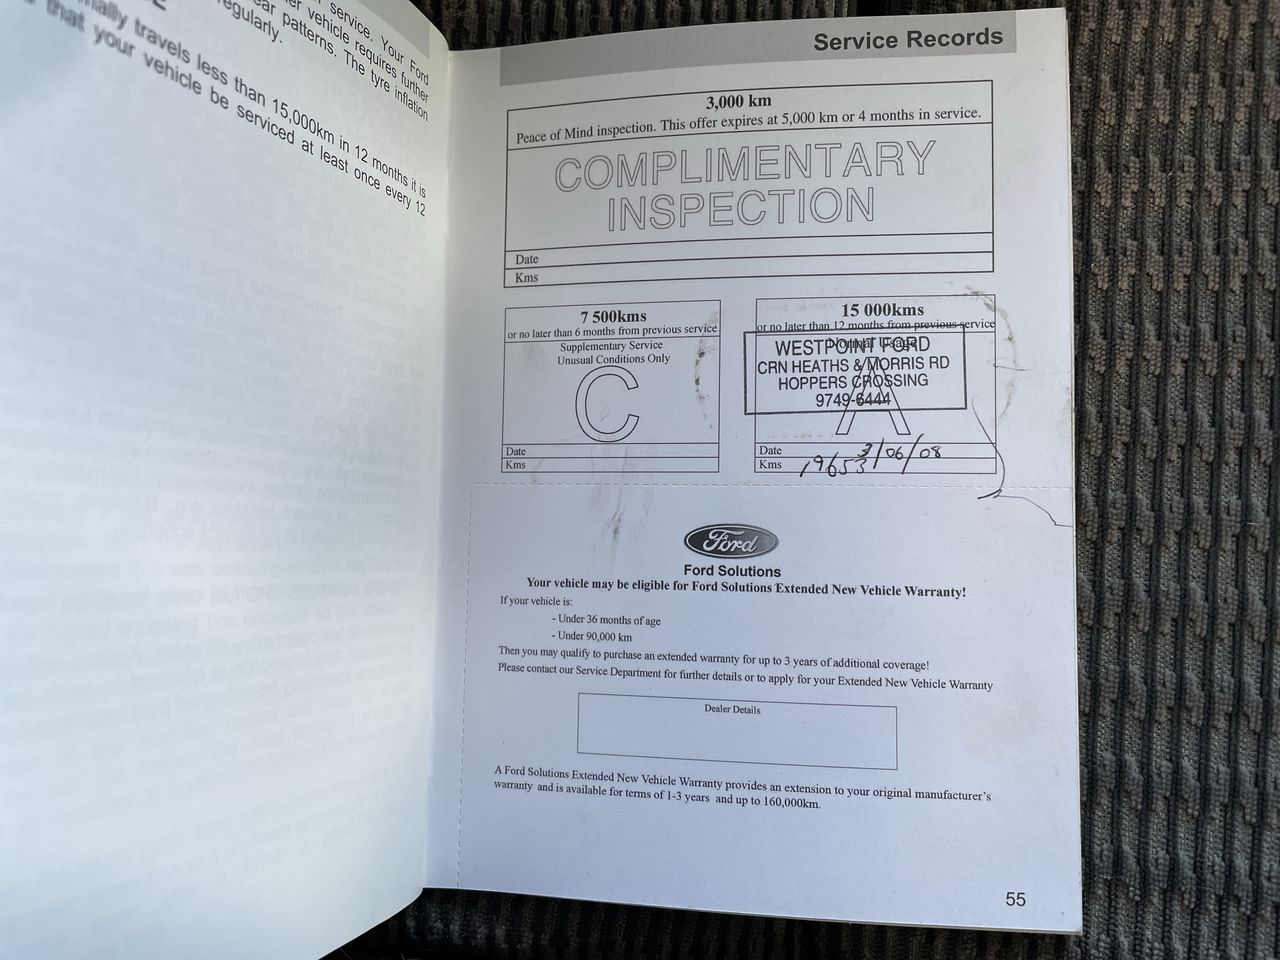 service. Your Ford
vehicle requires further
patterns. The tyre inflation
regularly.
travels less than 15,000km in 12 months it is
that your vehicle be serviced at least once every 12
Service Records
3,000 km
Peace of Mind inspection. This offer expires at 5,000 km or 4 months in service.
COMPLIMENTARY
INSPECTION
Date
Kms
7 500kms
or no later than 6 months from previous service
Supplementary Service
Unusual Conditions Only
C
Date
Kms
15 000kms
or no later than 12 months from previous service
Normal Usage
WESTPOINT FORD
CRN HEATHS & MORRIS RD
HOPPERS CROSSING
9749-6444
A
Date 3/06/08
Kms 19653
Ford
Ford Solutions
Your vehicle may be eligible for Ford Solutions Extended New Vehicle Warranty!
If your vehicle is:
- Under 36 months of age
- Under 90,000 km
Then you may qualify to purchase an extended warranty for up to 3 years of additional coverage!
Please contact our Service Department for further details or to apply for your Extended New Vehicle Warranty
Dealer Details
A Ford Solutions Extended New Vehicle Warranty provides an extension to your original manufacturer's
warranty and is available for terms of 1-3 years and up to 160,000km.
55